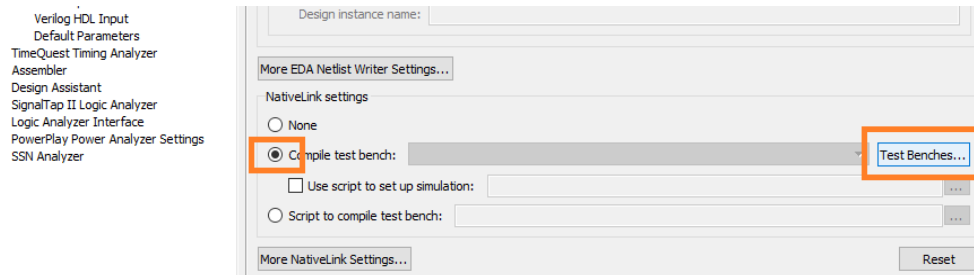 Verilog HDL Input
Default Parameters
TimeQuest Timing Analyzer
Assembler
Design Assistant
SignalTap II Logic Analyzer
Logic Analyzer Interface
PowerPlay Power Analyzer Settings
SSN Analyzer
Design instance name:
More EDA Netlist Writer Settings...
NativeLink settings
None
Compile test bench:
Test Benches...
Use script to set up simulation:
...
Script to compile test bench:
...
More NativeLink Settings...
Reset